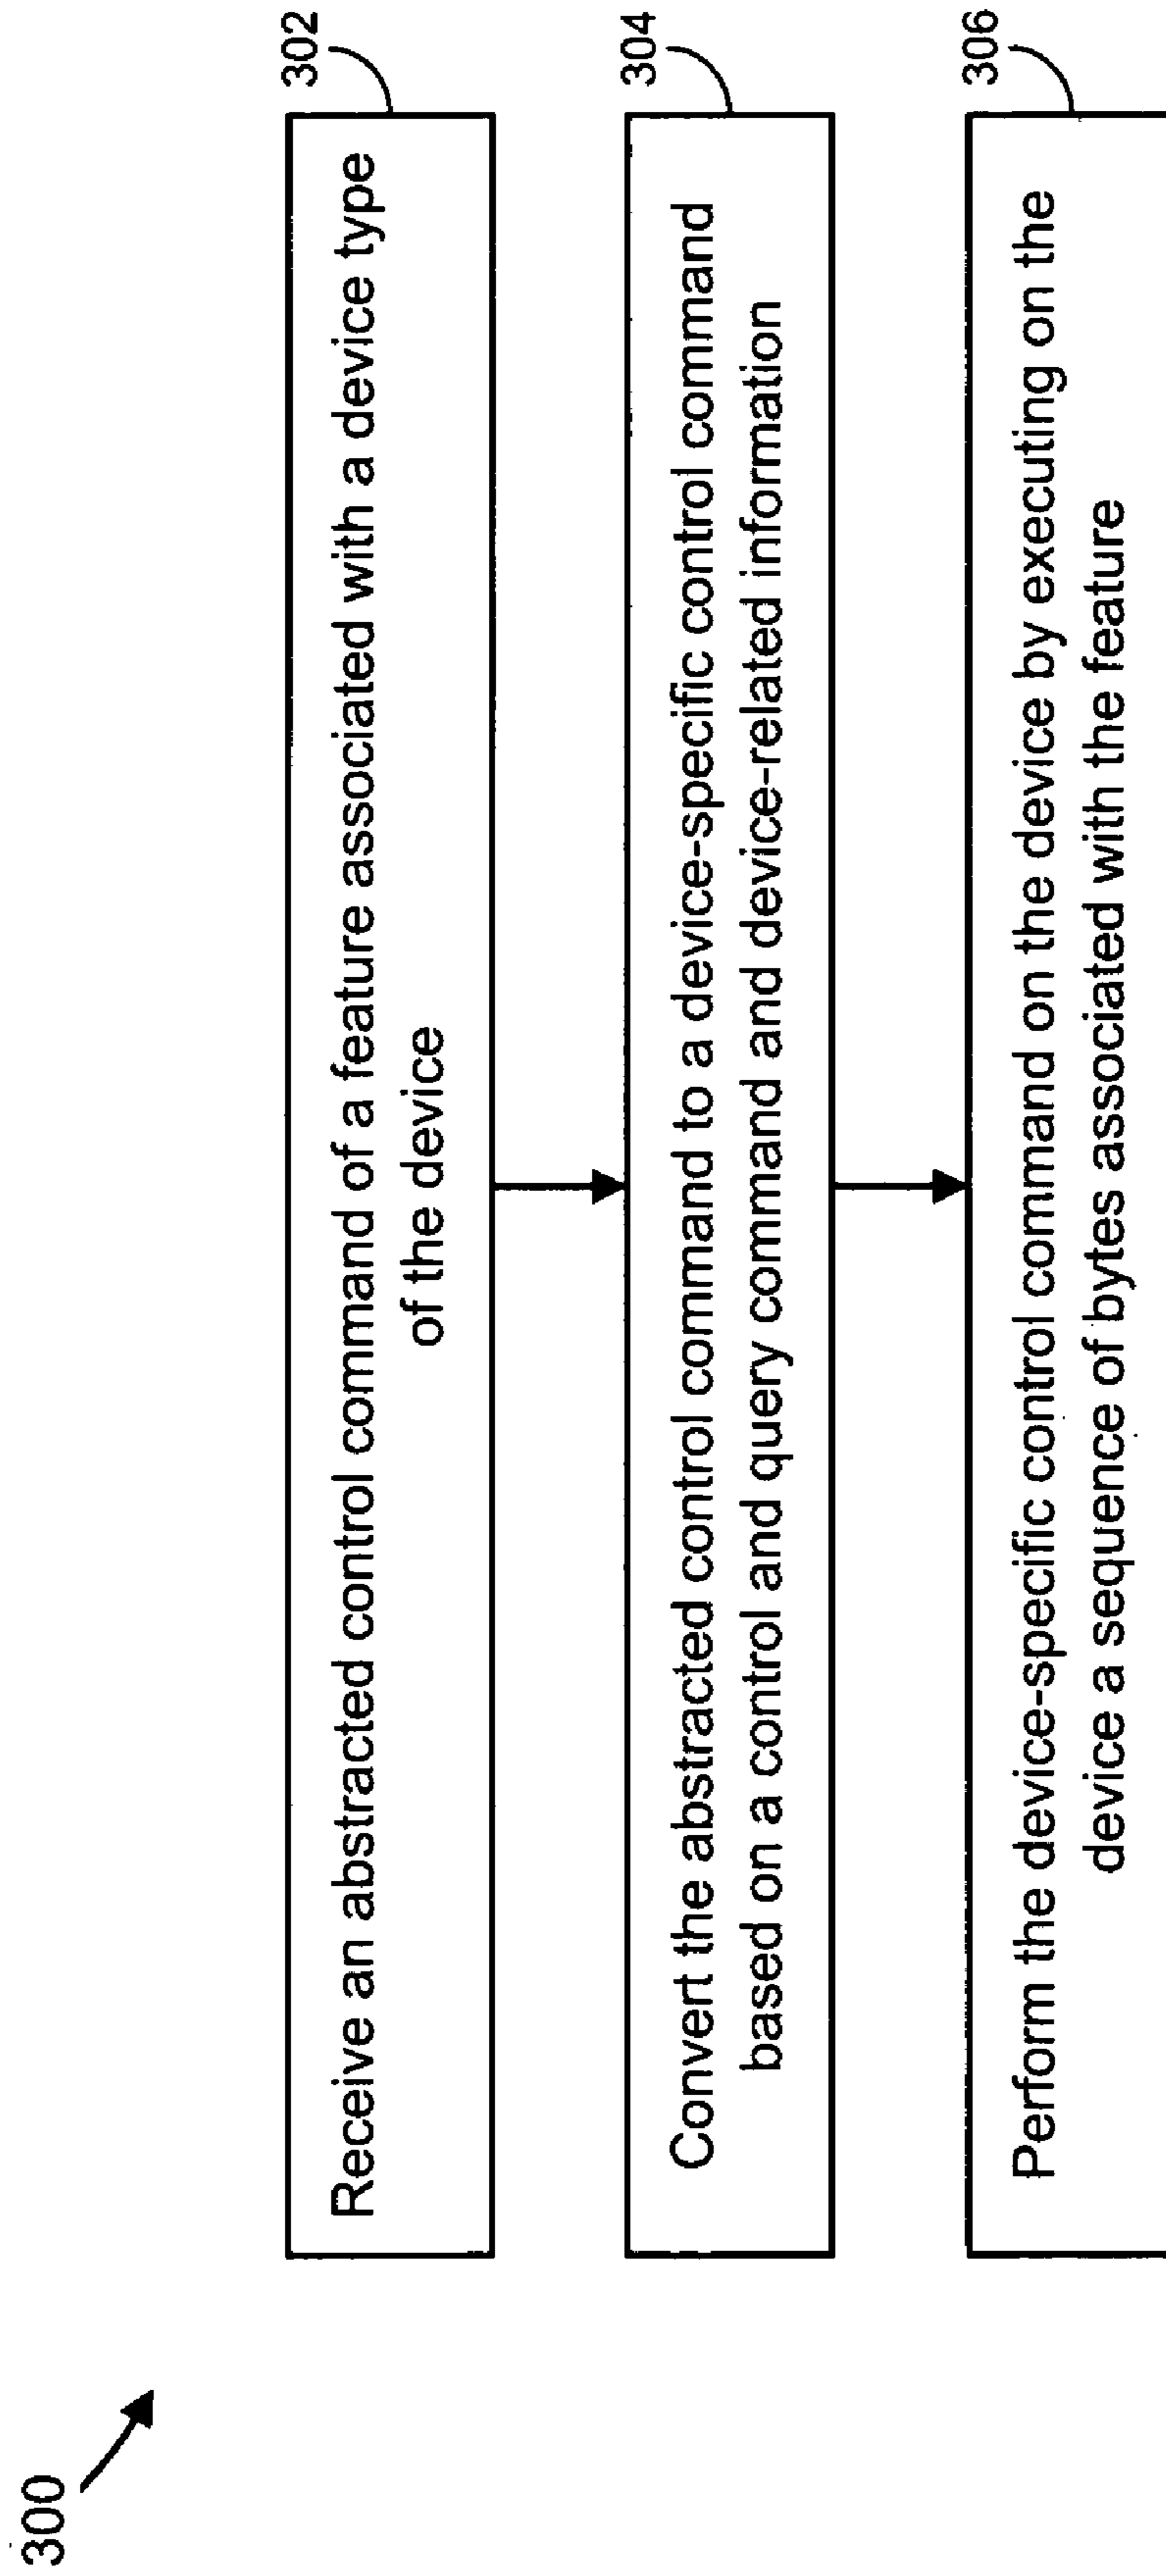 300
302
Receive an abstracted control command of a feature associated with a device type
of the device
304
Convert the abstracted control command to a device-specific control command
based on a control and query command and device-related information
306
Perform the device-specific control command on the device by executing on the
device a sequence of bytes associated with the feature